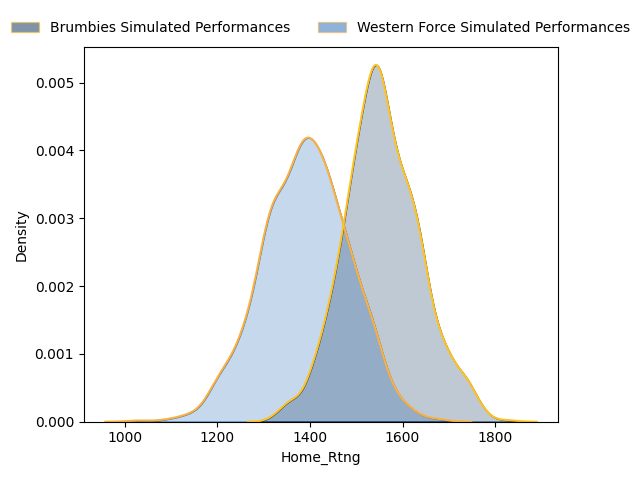 Brumbies Simulated Performances Western Force Simulated Performances
0.005
0.004
0.003
0.002
0.001
0.000
Density
1000 1200 1400 1600 1800
Home_Rtng